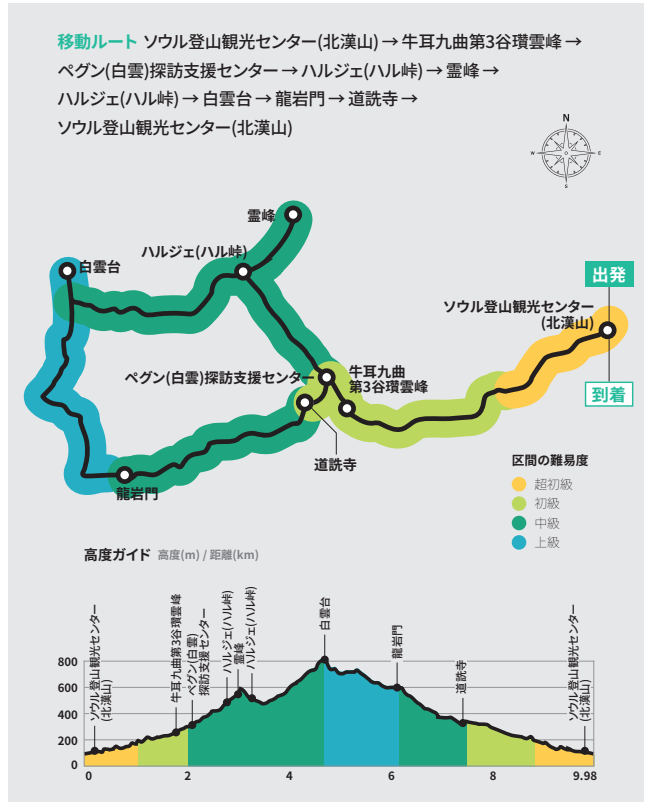 移動ルート ソウル登山観光センター(北漢山) → 牛耳九曲第3谷瓚雲峰 →
ペグン(白雲)探訪支援センター → ハルジェ(ハル峠) → 霊峰 →
ハルジェ(ハル峠) → 白雲台 → 龍岩門 → 道詵寺 →
ソウル登山観光センター(北漢山)
N
W
E
S
霊峰
ハルジェ(ハル峠)
白雲台
出発
ソウル登山観光センター
(北漢山)
ペグン(白雲)探訪支援センター
牛耳九曲
第3谷瓚雲峰
到着
道詵寺
龍岩門
区間の難易度
超初級
初級
中級
上級
高度ガイド 高度(m) / 距離(km)
ソウル登山観光センター
(北漢山)
牛耳九曲第3谷瓚雲峰
ペグン(白雲)
探訪支援センター
ハルジェ(ハル峠)
霊峰
ハルジェ(ハル峠)
白雲台
龍岩門
道詵寺
ソウル登山観光センター
(北漢山)
800
600
400
200
0
0 2 4 6 8 9.98